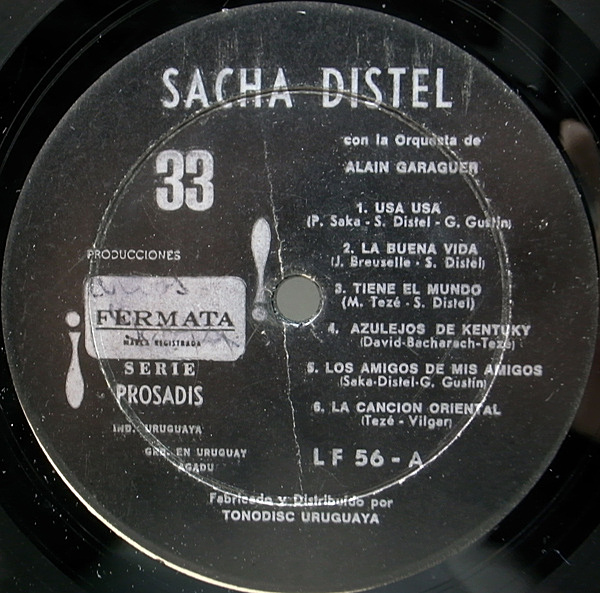 SACHA DISTEL
con la Orquesta de
33
ALAIN GARAGUER
1. USA USA
(P. Saka - S. Distel - G. Gustin)
2. LA BUENA VIDA
(J. Breuselle - S. Distel)
PRODUCCIONES
3. TIENE EL MUNDO
(M. Tezé - S. Distel)
FERMATA
MARCA REGISTRADA
4. AZULEJOS DE KENTUKY
(David-Bacharach-Teze)
SERIE
PROSADIS
5. LOS AMIGOS DE MIS AMIGOS
(Saka-Distel-G. Gustín)
6. LA CANCION ORIENTAL
(Tezé - Vilger)
IND. URUGUAYA
GRB. EN URUGUAY
AGADU
LF 56 - A
Fabricado y Distribuído por
TONODISC URUGUAYA